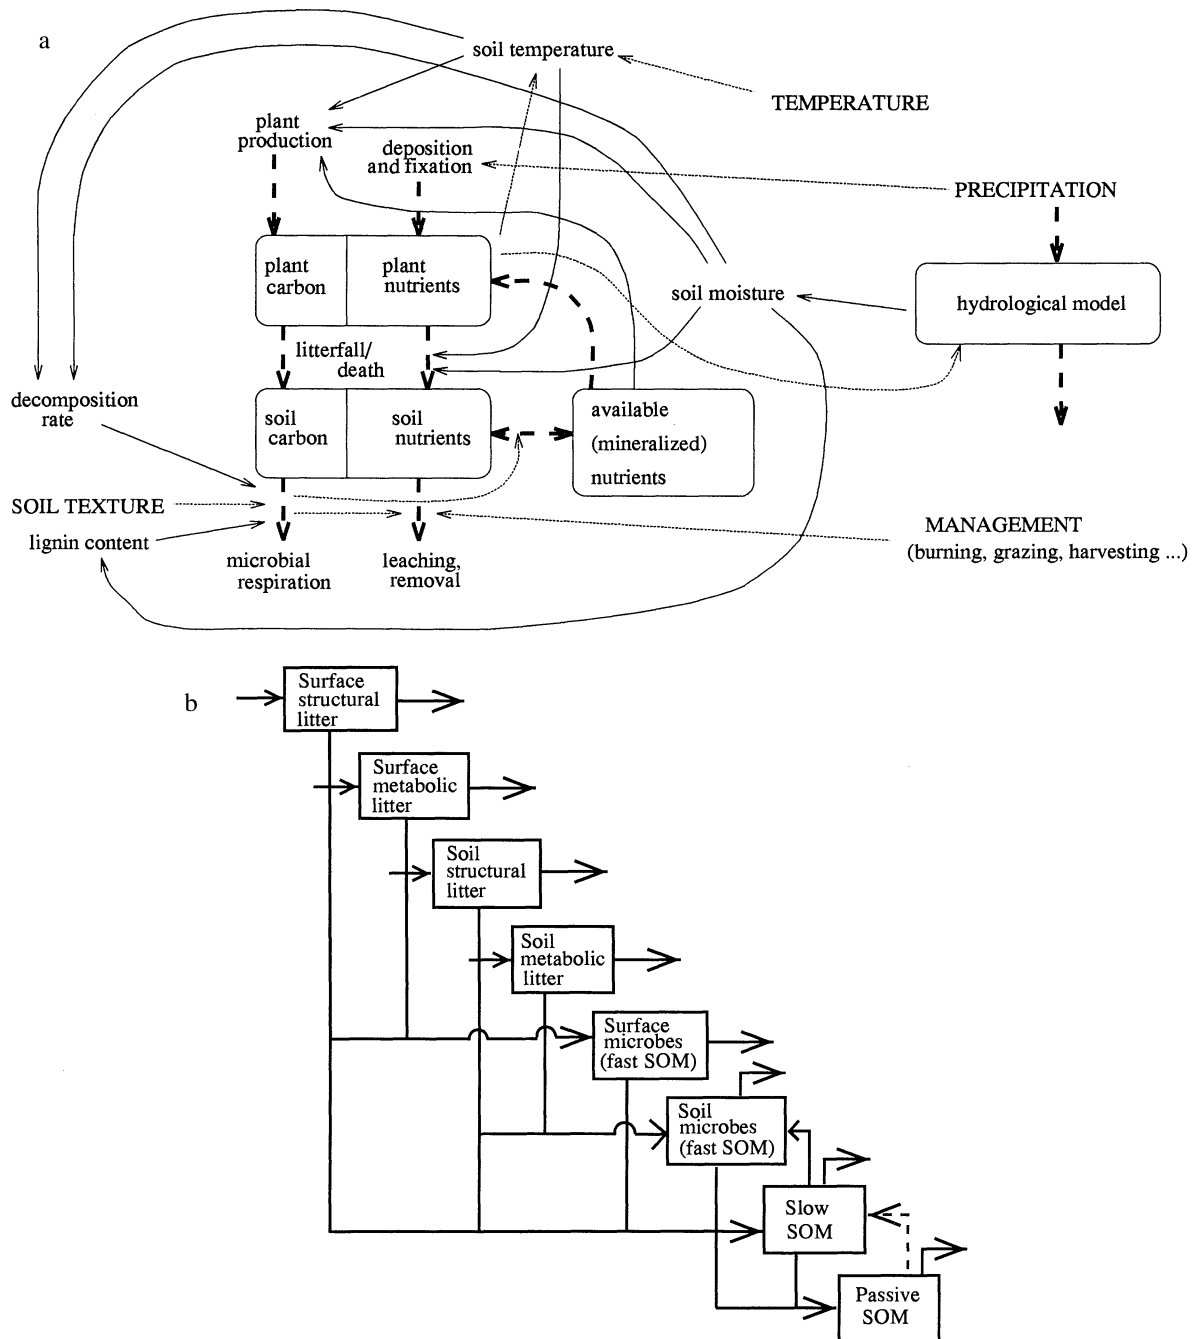 a
soil temperature
TEMPERATURE
plant
production
deposition
and fixation
PRECIPITATION
plant
carbon
plant
nutrients
soil moisture
hydrological model
litterfall/
death
decomposition
rate
soil
carbon
soil
nutrients
available
(mineralized)
nutrients
SOIL TEXTURE
lignin content
MANAGEMENT
(burning, grazing, harvesting ...)
microbial
respiration
leaching,
removal
b
Surface
structural
litter
Surface
metabolic
litter
Soil
structural
litter
Soil
metabolic
litter
Surface
microbes
(fast SOM)
Soil
microbes
(fast SOM)
Slow
SOM
Passive
SOM